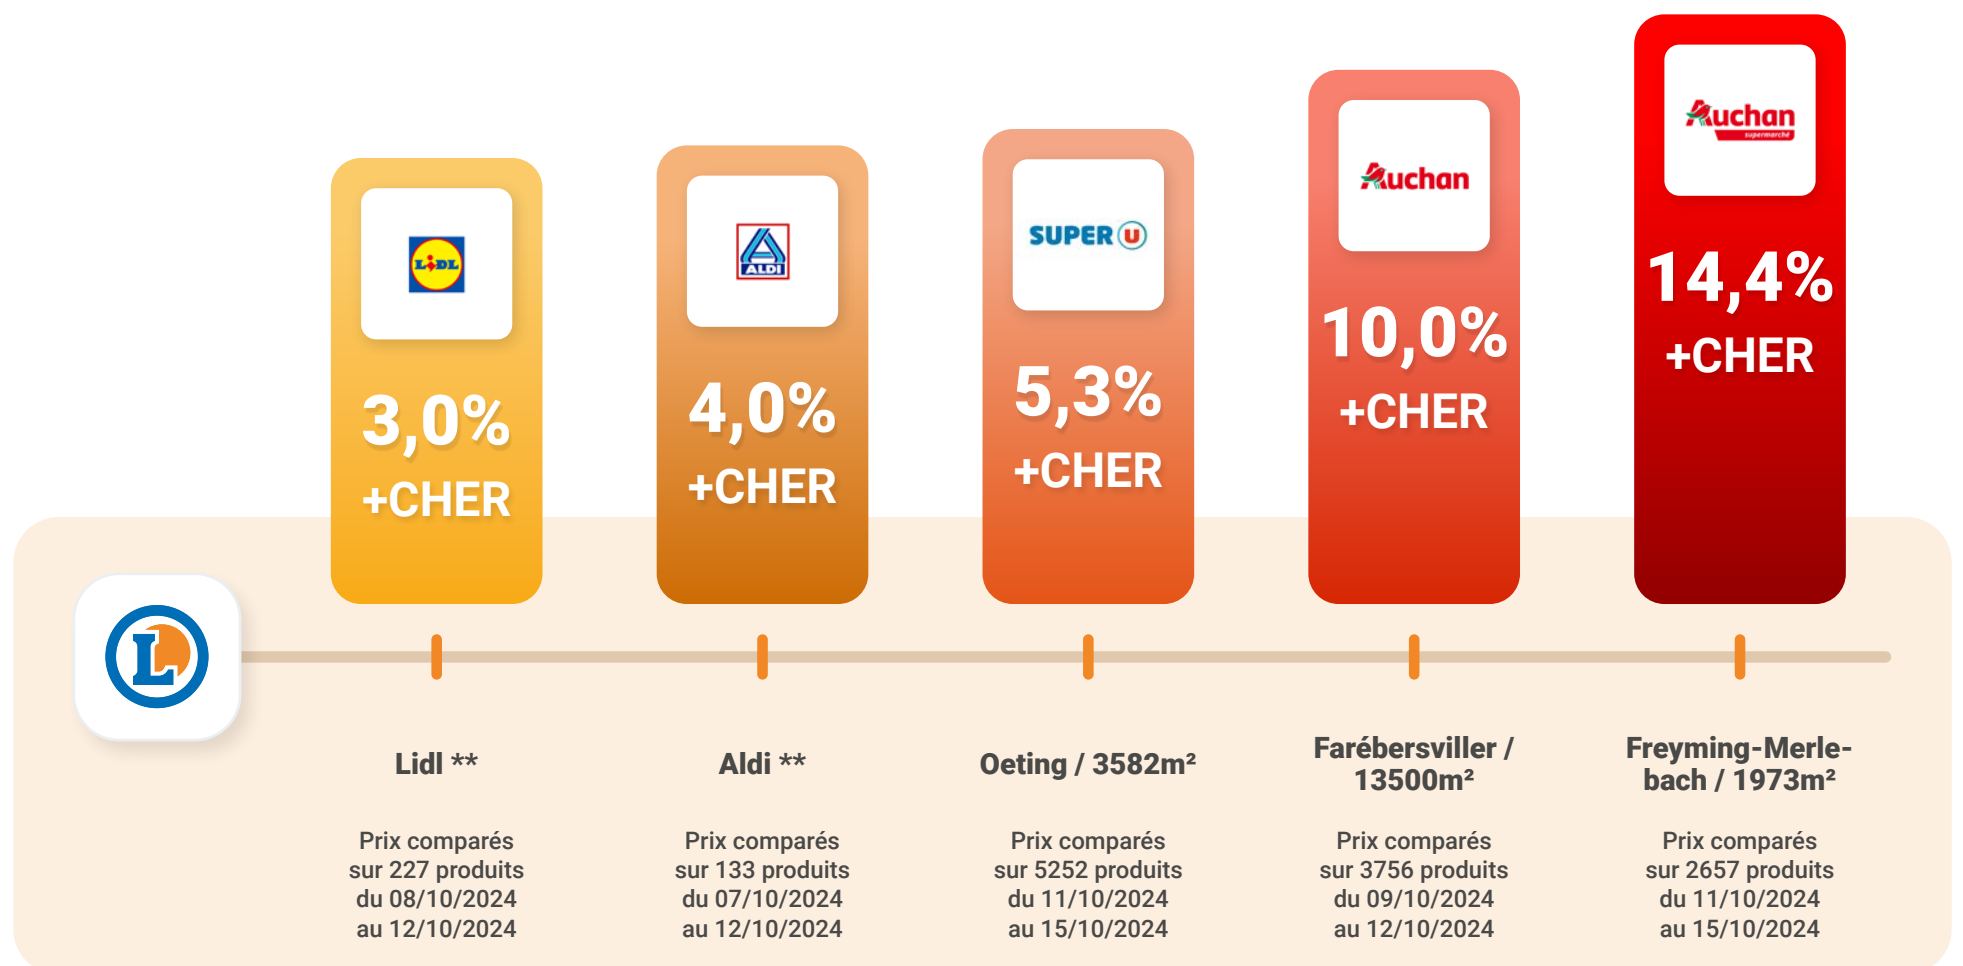 LIDL
3,0%
+CHER
ALDI
4,0%
+CHER
SUPER U
5,3%
+CHER
Auchan
10,0%
+CHER
Auchan
supermarché
14,4%
+CHER
L
Lidl **
Prix comparés
sur 227 produits
du 08/10/2024
au 12/10/2024
Aldi **
Prix comparés
sur 133 produits
du 07/10/2024
au 12/10/2024
Oeting / 3582m²
Prix comparés
sur 5252 produits
du 11/10/2024
au 15/10/2024
Farébersviller /
13500m²
Prix comparés
sur 3756 produits
du 09/10/2024
au 12/10/2024
Freyming-Merle-
bach / 1973m²
Prix comparés
sur 2657 produits
du 11/10/2024
au 15/10/2024